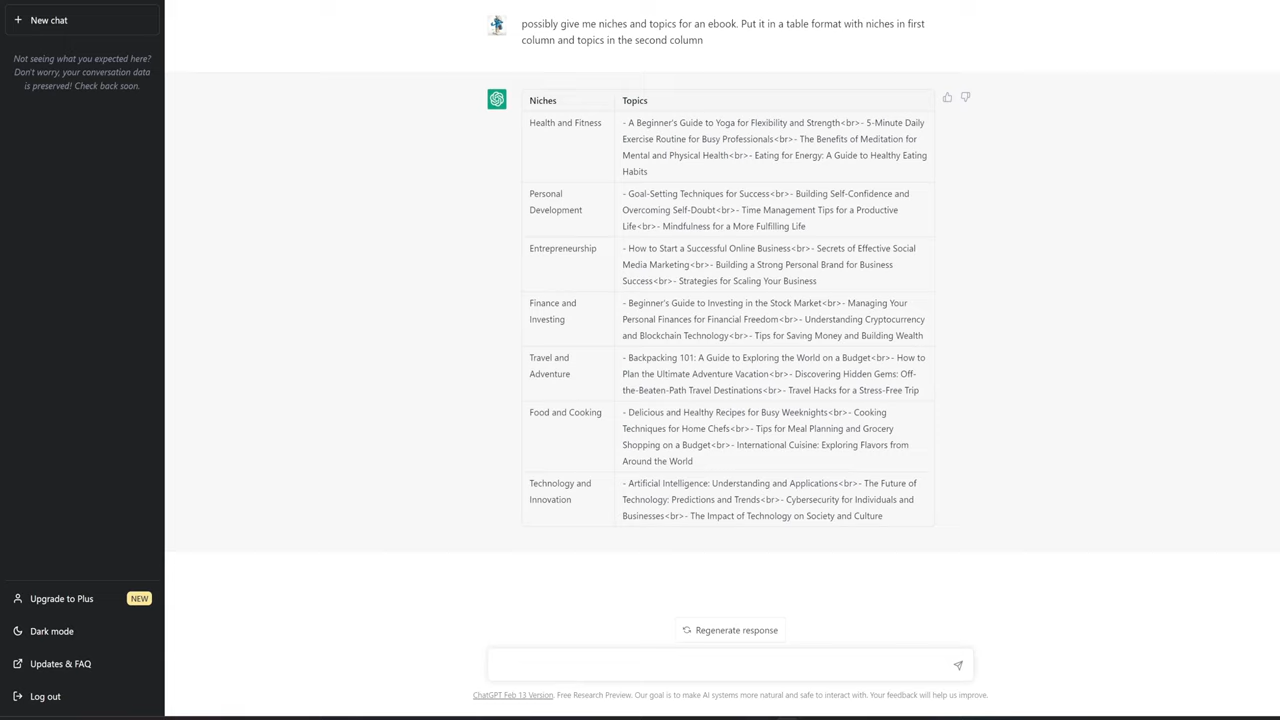 New chat
Not seeing what you expected here?
Don't worry, your conversation data
is preserved! Check back soon.
possibly give me niches and topics for an ebook. Put it in a table format with niches in first
column and topics in the second column
Niches
Topics
Health and Fitness
- A Beginner's Guide to Yoga for Flexibility and Strength<br>- 5-Minute Daily
Exercise Routine for Busy Professionals<br>- The Benefits of Meditation for
Mental and Physical Health<br>- Eating for Energy: A Guide to Healthy Eating
Habits
Personal
Development
- Goal-Setting Techniques for Success<br>- Building Self-Confidence and
Overcoming Self-Doubt<br>- Time Management Tips for a Productive
Life<br>- Mindfulness for a More Fulfilling Life
Entrepreneurship
- How to Start a Successful Online Business<br>- Secrets of Effective Social
Media Marketing<br>- Building a Strong Personal Brand for Business
Success<br>- Strategies for Scaling Your Business
Finance and
Investing
- Beginner's Guide to Investing in the Stock Market<br>- Managing Your
Personal Finances for Financial Freedom<br>- Understanding Cryptocurrency
and Blockchain Technology<br>- Tips for Saving Money and Building Wealth
Travel and
Adventure
- Backpacking 101: A Guide to Exploring the World on a Budget<br>- How to
Plan the Ultimate Adventure Vacation<br>- Discovering Hidden Gems: Off-
the-Beaten-Path Travel Destinations<br>- Travel Hacks for a Stress-Free Trip
Food and Cooking
- Delicious and Healthy Recipes for Busy Weeknights<br>- Cooking
Techniques for Home Chefs<br>- Tips for Meal Planning and Grocery
Shopping on a Budget<br>- International Cuisine: Exploring Flavors from
Around the World
Technology and
Innovation
- Artificial Intelligence: Understanding and Applications<br>- The Future of
Technology: Predictions and Trends<br>- Cybersecurity for Individuals and
Businesses<br>- The Impact of Technology on Society and Culture
Upgrade to Plus
NEW
Dark mode
Updates & FAQ
Log out
Regenerate response
ChatGPT Feb 13 Version. Free Research Preview. Our goal is to make AI systems more natural and safe to interact with. Your feedback will help us improve.